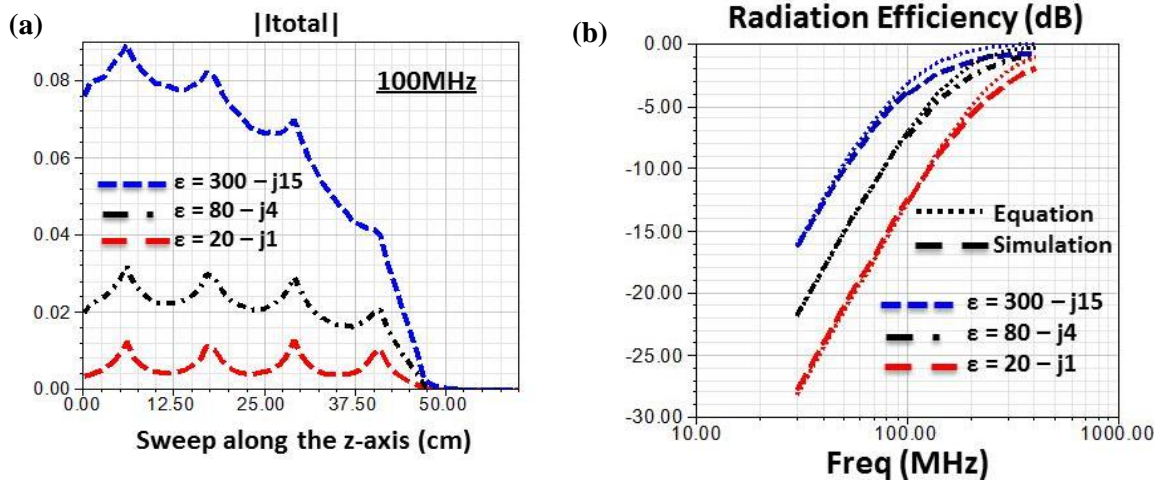 (a)
|Itotal|
100MHz
0.08
0.06
0.04
0.02
0.00
ε = 300 – j15
ε = 80 – j4
ε = 20 – j1
0.00 12.50 25.00 37.50 50.00
Sweep along the z-axis (cm)
(b)
Radiation Efficiency (dB)
0.00
-5.00
-10.00
-15.00
-20.00
-25.00
-30.00
Equation
Simulation
ε = 300 – j15
ε = 80 – j4
ε = 20 – j1
10.00 100.00 1000.00
Freq (MHz)